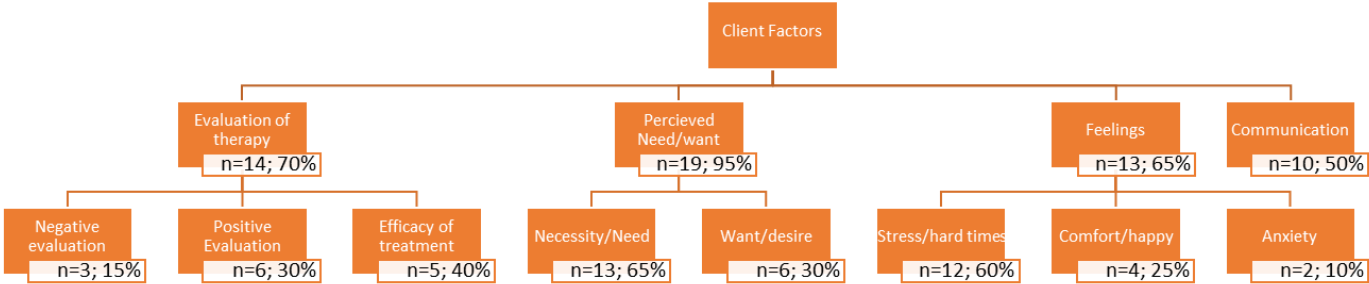 Client Factors
Evaluation of
therapy
n=14; 70%
Percieved
Need/want
n=19; 95%
Feelings
n=13; 65%
Communication
n=10; 50%
Negative
evaluation
n=3; 15%
Positive
Evaluation
n=6; 30%
Efficacy of
treatment
n=5; 40%
Necessity/Need
n=13; 65%
Want/desire
n=6; 30%
Stress/hard times
n=12; 60%
Comfort/happy
n=4; 25%
Anxiety
n=2; 10%